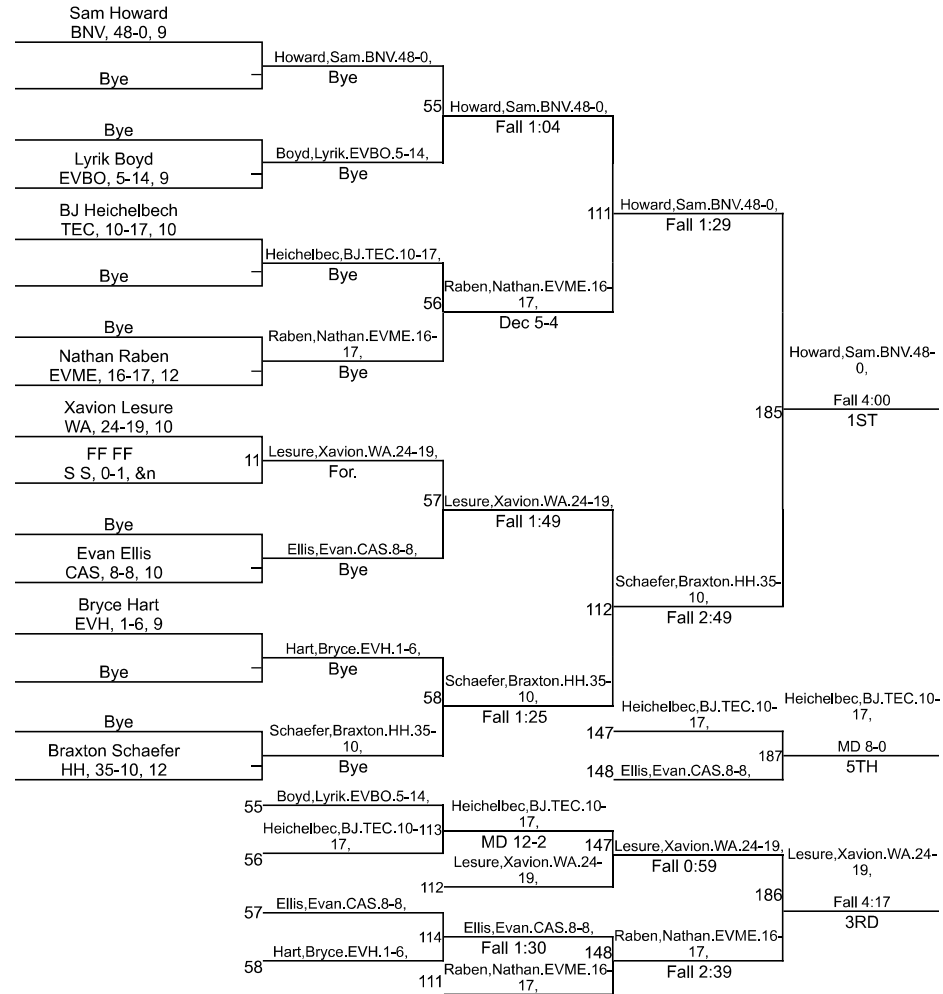 Sam Howard
BNV, 48-0, 9
Bye
Bye
Lyrik Boyd
EVBO, 5-14, 9
BJ Heichelbech
TEC, 10-17, 10
Bye
Bye
Nathan Raben
EVME, 16-17, 12
Xavion Lesure
WA, 24-19, 10
FF FF
S S, 0-1, &n
Bye
Evan Ellis
CAS, 8-8, 10
Bryce Hart
EVH, 1-6, 9
Bye
Bye
Braxton Schaefer
HH, 35-10, 12
Howard,Sam.BNV.48-0,
Bye
Boyd,Lyrik.EVBO.5-14,
Bye
Heichelbec,BJ.TEC.10-17,
Bye
Raben,Nathan.EVME.16-
17,
Bye
11
Lesure,Xavion.WA.24-19,
For.
Ellis,Evan.CAS.8-8,
Bye
Hart,Bryce.EVH.1-6,
Bye
Schaefer,Braxton.HH.35-
10,
Bye
55
Howard,Sam.BNV.48-0,
Fall 1:04
56
Raben,Nathan.EVME.16-
17,
Dec 5-4
57
Lesure,Xavion.WA.24-19,
Fall 1:49
58
Schaefer,Braxton.HH.35-
10,
Fall 1:25
111
Howard,Sam.BNV.48-0,
Fall 1:29
112
Schaefer,Braxton.HH.35-
10,
Fall 2:49
185
Howard,Sam.BNV.48-
0,
Fall 4:00
1ST
147
Heichelbec,BJ.TEC.10-
17,
148
Ellis,Evan.CAS.8-8,
187
Heichelbec,BJ.TEC.10-
17,
MD 8-0
5TH
55
Boyd,Lyrik.EVBO.5-14,
56
Heichelbec,BJ.TEC.10-
17,
113
Heichelbec,BJ.TEC.10-
17,
MD 12-2
112
Lesure,Xavion.WA.24-
19,
147
Lesure,Xavion.WA.24-19,
Fall 0:59
57
Ellis,Evan.CAS.8-8,
58
Hart,Bryce.EVH.1-6,
114
Ellis,Evan.CAS.8-8,
Fall 1:30
111
Raben,Nathan.EVME.16-
17,
148
Raben,Nathan.EVME.16-
17,
Fall 2:39
186
Lesure,Xavion.WA.24-
19,
Fall 4:17
3RD